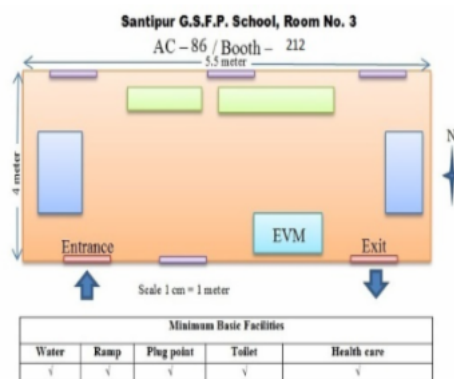 Santipur G.S.F.P. School, Room No. 3
AC – 86 / Booth – 212
5.5 meter
4 meter
N
EVM
Entrance
Exit
Scale 1 cm = 1 meter
Minimum Basic Facilities
Water Ramp Plug point Toilet Health care
√ √ √ √ √